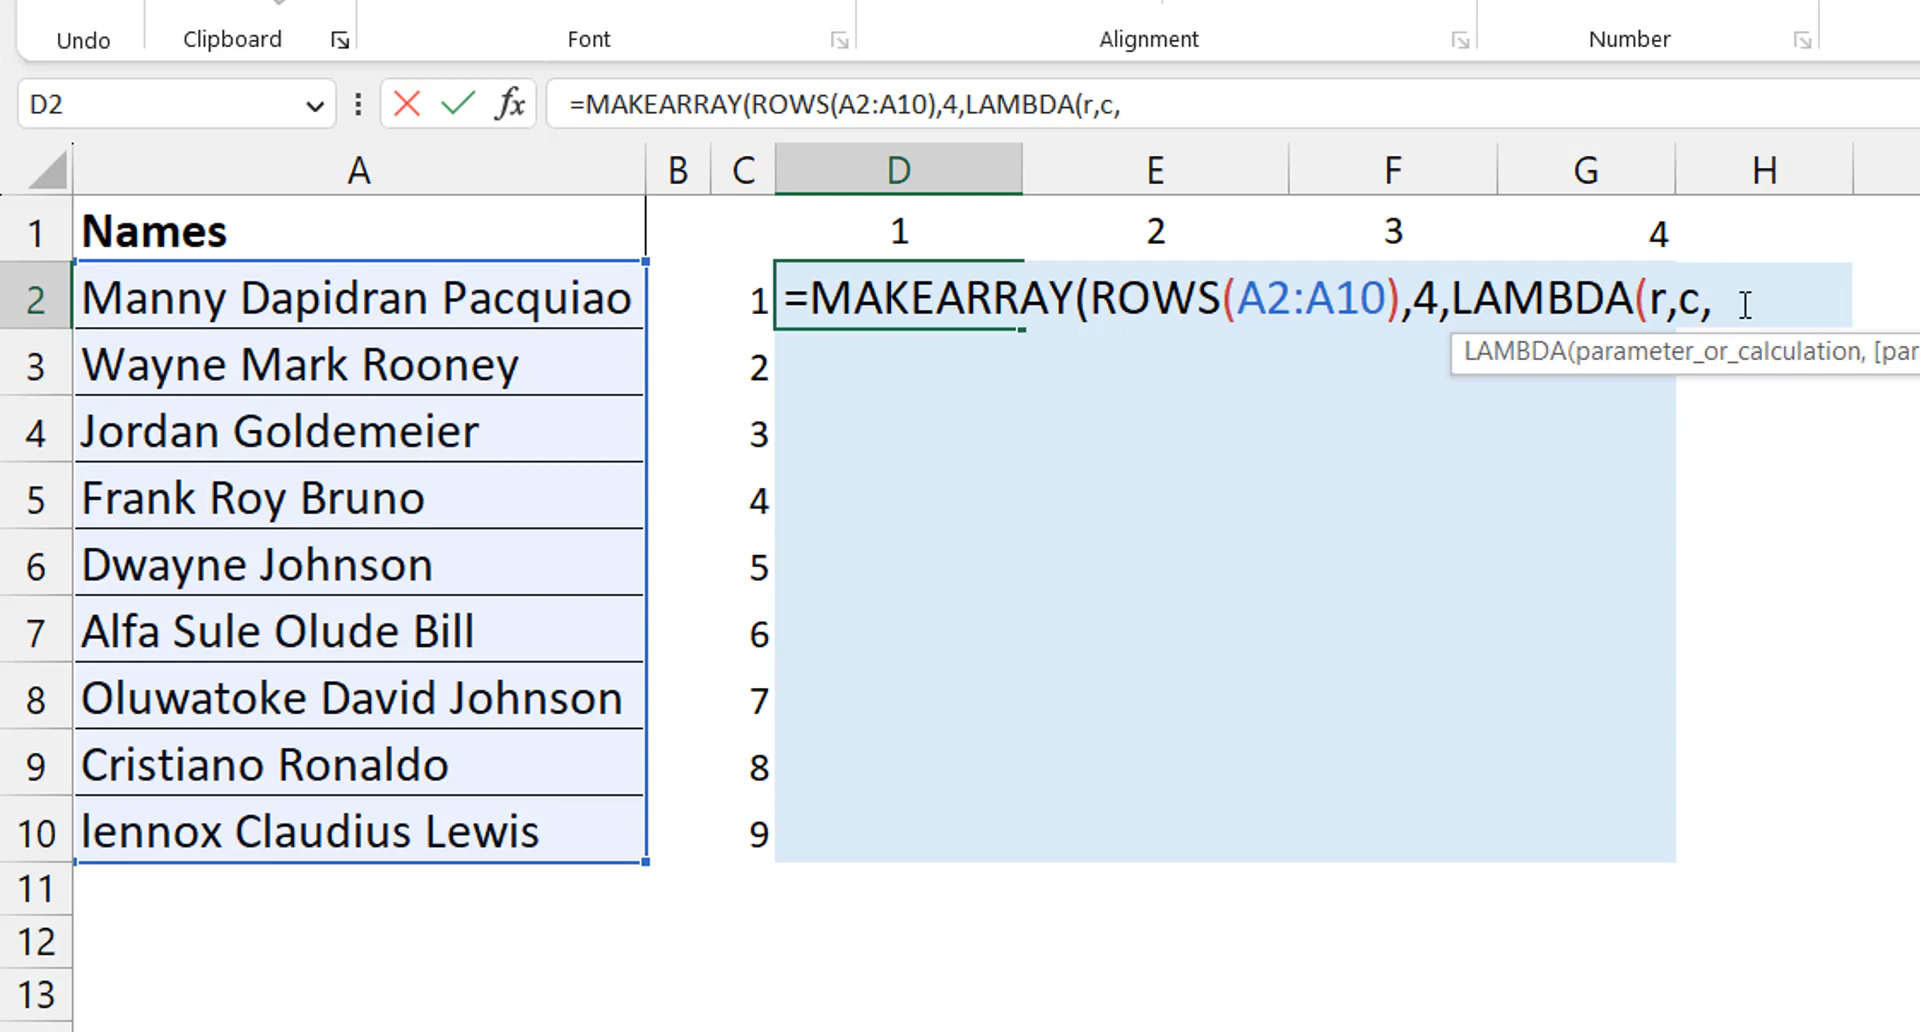 Undo Clipboard Font Alignment Number
D2 fx =MAKEARRAY(ROWS(A2:A10),4,LAMBDA(r,c,
A B C D E F G H
1 Names 1 2 3 4
2 Manny Dapidran Pacquiao 1 =MAKEARRAY(ROWS(A2:A10),4,LAMBDA(r,c,
LAMBDA(parameter_or_calculation, [par
3 Wayne Mark Rooney 2
4 Jordan Goldemeier 3
5 Frank Roy Bruno 4
6 Dwayne Johnson 5
7 Alfa Sule Olude Bill 6
8 Oluwatoke David Johnson 7
9 Cristiano Ronaldo 8
10 lennox Claudius Lewis 9
11
12
13